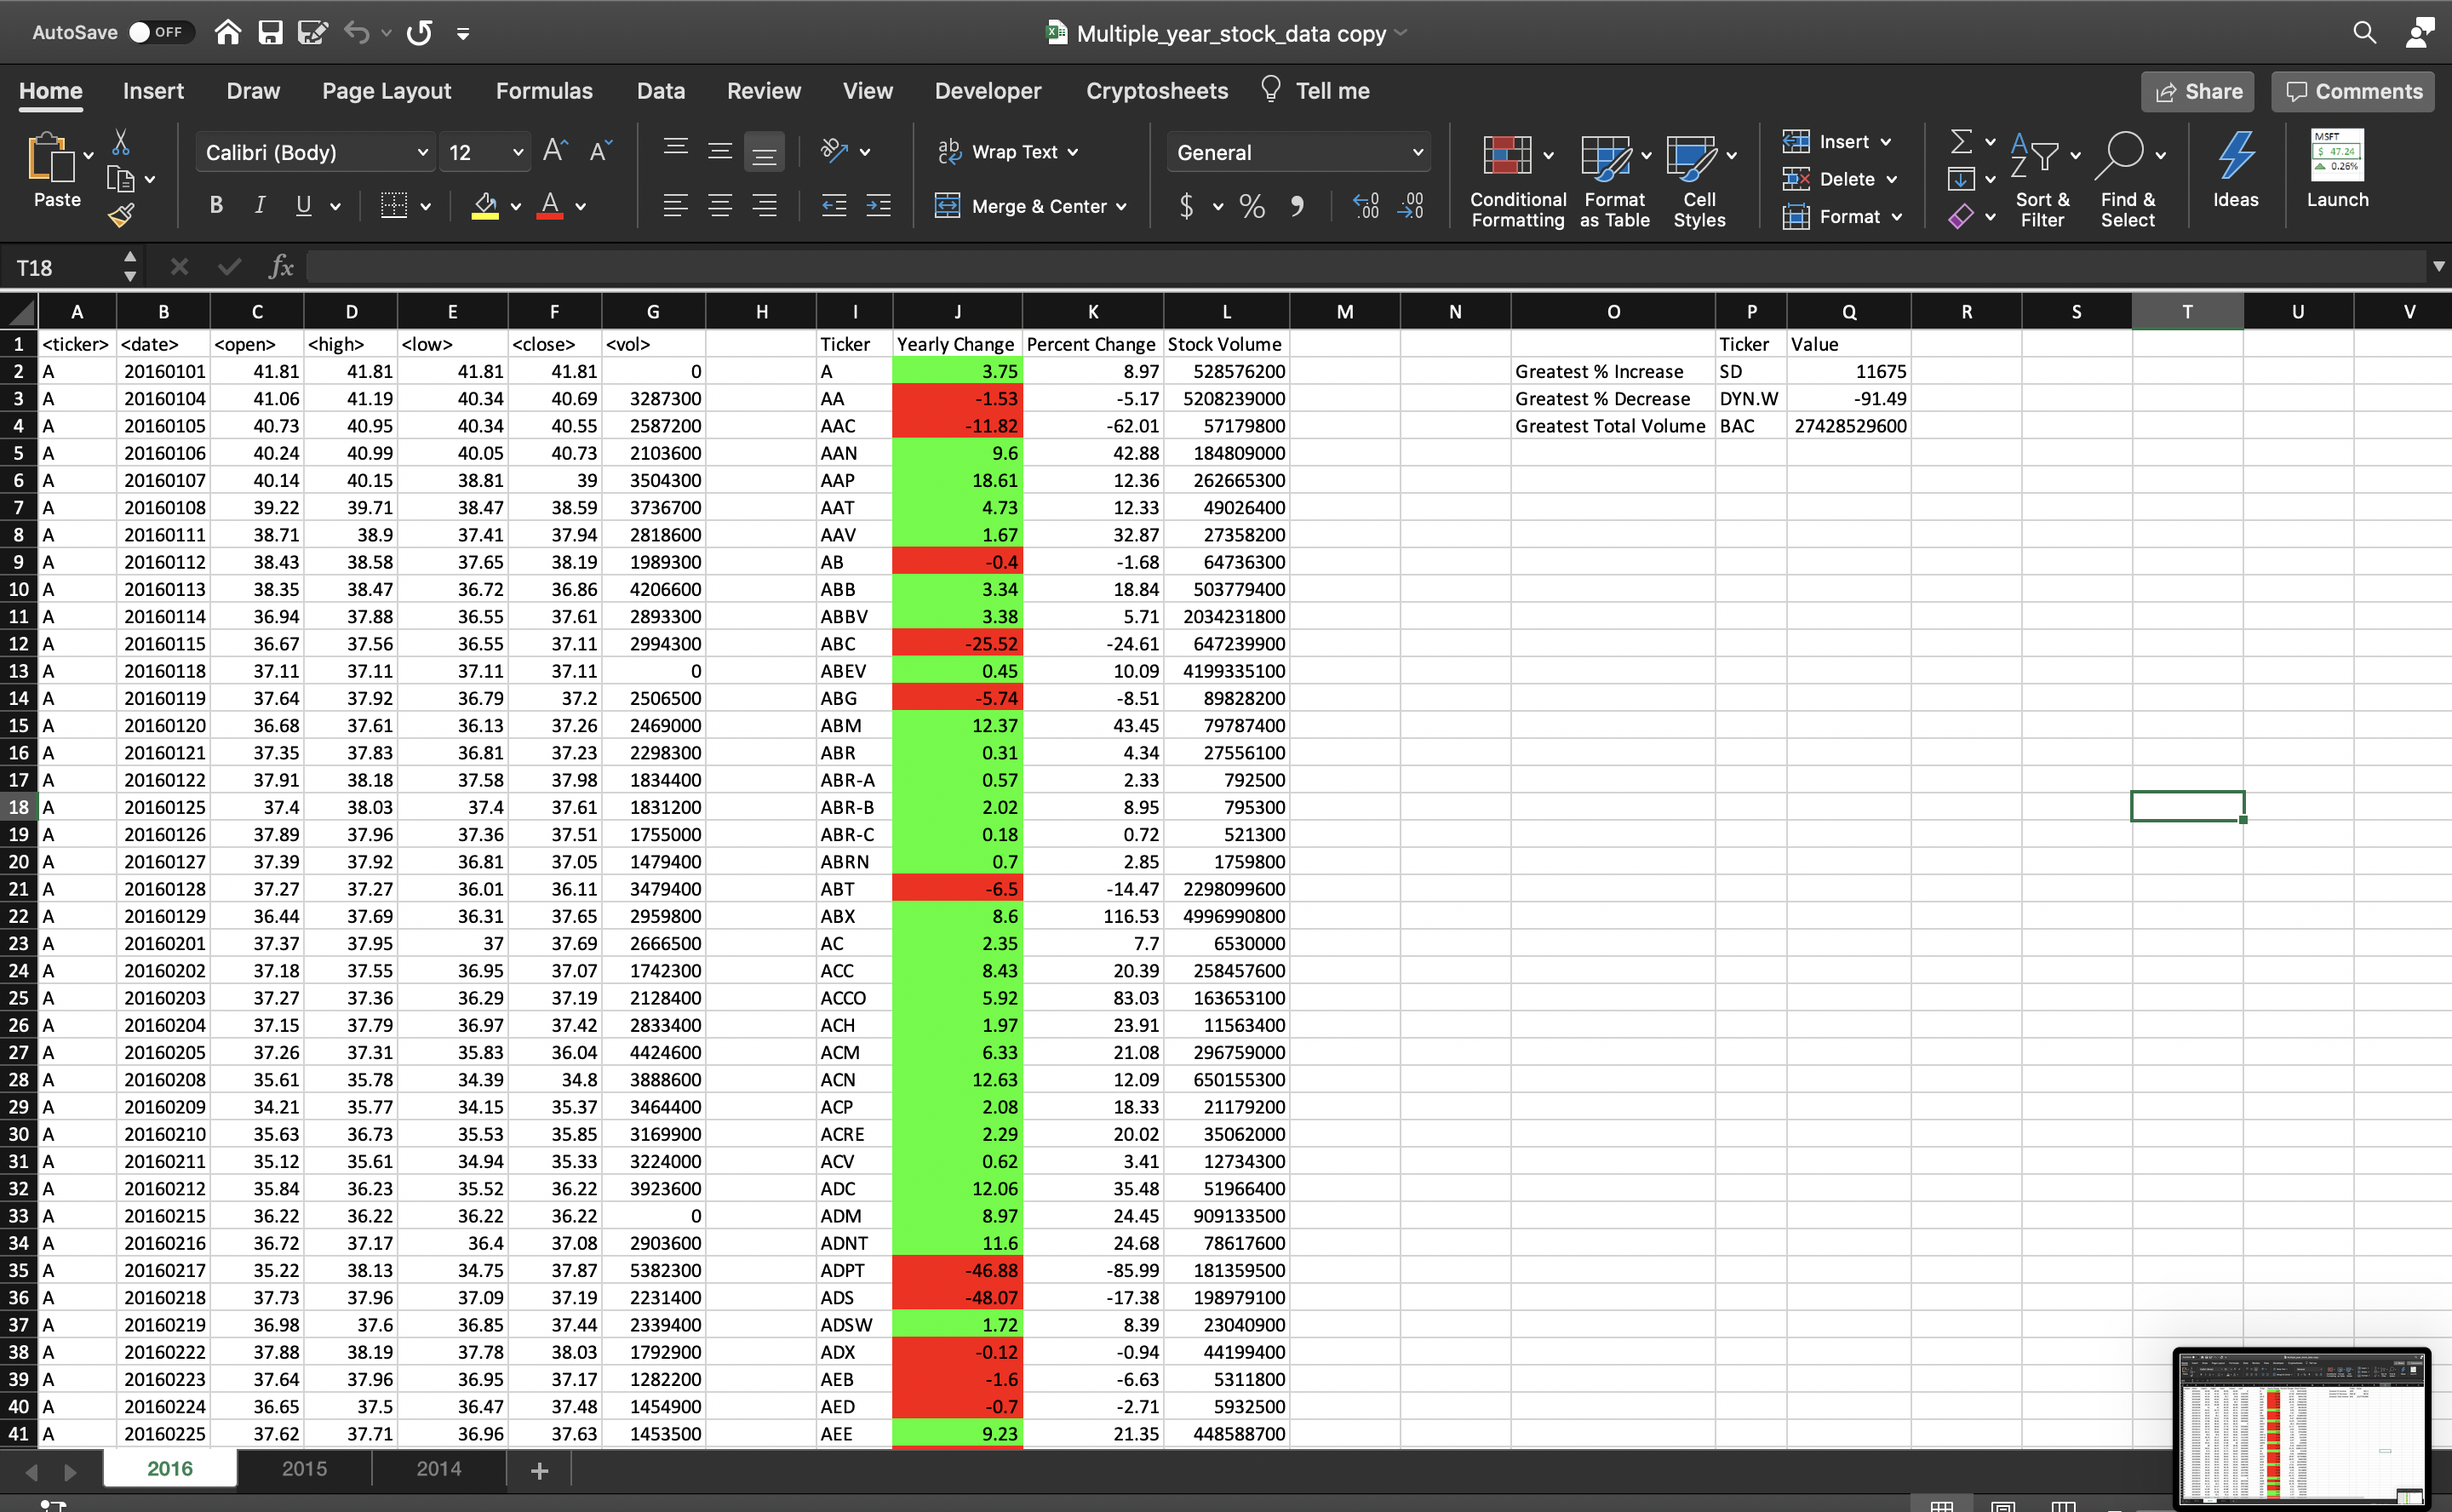 AutoSave OFF Multiple_year_stock_data copy
Home Insert Draw Page Layout Formulas Data Review View Developer Cryptosheets Tell me Share Comments
Paste Calibri (Body) 12 Wrap Text General Conditional Formatting Format as Table Cell Styles Insert Sort & Filter Find & Select Ideas MSFT $ 47.24 0.26% Launch
B I U Merge & Center $ % Delete
Format
T18 fx
A B C D E F G H I J K L M N O P Q R S T U V
1 <ticker> <date> <open> <high> <low> <close> <vol> Ticker Yearly Change Percent Change Stock Volume Ticker Value
2 A 20160101 41.81 41.81 41.81 41.81 0 A 3.75 8.97 528576200 Greatest % Increase SD 11675
3 A 20160104 41.06 41.19 40.34 40.69 3287300 AA -1.53 -5.17 5208239000 Greatest % Decrease DYN.W -91.49
4 A 20160105 40.73 40.95 40.34 40.55 2587200 AAC -11.82 -62.01 57179800 Greatest Total Volume BAC 27428529600
5 A 20160106 40.24 40.99 40.05 40.73 2103600 AAN 9.6 42.88 184809000
6 A 20160107 40.14 40.15 38.81 39 3504300 AAP 18.61 12.36 262665300
7 A 20160108 39.22 39.71 38.47 38.59 3736700 AAT 4.73 12.33 49026400
8 A 20160111 38.71 38.9 37.41 37.94 2818600 AAV 1.67 32.87 27358200
9 A 20160112 38.43 38.58 37.65 38.19 1989300 AB -0.4 -1.68 64736300
10 A 20160113 38.35 38.47 36.72 36.86 4206600 ABB 3.34 18.84 503779400
11 A 20160114 36.94 37.88 36.55 37.61 2893300 ABBV 3.38 5.71 2034231800
12 A 20160115 36.67 37.56 36.55 37.11 2994300 ABC -25.52 -24.61 647239900
13 A 20160118 37.11 37.11 37.11 37.11 0 ABEV 0.45 10.09 4199335100
14 A 20160119 37.64 37.92 36.79 37.2 2506500 ABG -5.74 -8.51 89828200
15 A 20160120 36.68 37.61 36.13 37.26 2469000 ABM 12.37 43.45 79787400
16 A 20160121 37.35 37.83 36.81 37.23 2298300 ABR 0.31 4.34 27556100
17 A 20160122 37.91 38.18 37.58 37.98 1834400 ABR-A 0.57 2.33 792500
18 A 20160125 37.4 38.03 37.4 37.61 1831200 ABR-B 2.02 8.95 795300
19 A 20160126 37.89 37.96 37.36 37.51 1755000 ABR-C 0.18 0.72 521300
20 A 20160127 37.39 37.92 36.81 37.05 1479400 ABRN 0.7 2.85 1759800
21 A 20160128 37.27 37.27 36.01 36.11 3479400 ABT -6.5 -14.47 2298099600
22 A 20160129 36.44 37.69 36.31 37.65 2959800 ABX 8.6 116.53 4996990800
23 A 20160201 37.37 37.95 37 37.69 2666500 AC 2.35 7.7 6530000
24 A 20160202 37.18 37.55 36.95 37.07 1742300 ACC 8.43 20.39 258457600
25 A 20160203 37.27 37.36 36.29 37.19 2128400 ACCO 5.92 83.03 163653100
26 A 20160204 37.15 37.79 36.97 37.42 2833400 ACH 1.97 23.91 11563400
27 A 20160205 37.26 37.31 35.83 36.04 4424600 ACM 6.33 21.08 296759000
28 A 20160208 35.61 35.78 34.39 34.8 3888600 ACN 12.63 12.09 650155300
29 A 20160209 34.21 35.77 34.15 35.37 3464400 ACP 2.08 18.33 21179200
30 A 20160210 35.63 36.73 35.53 35.85 3169900 ACRE 2.29 20.02 35062000
31 A 20160211 35.12 35.61 34.94 35.33 3224000 ACV 0.62 3.41 12734300
32 A 20160212 35.84 36.23 35.52 36.22 3923600 ADC 12.06 35.48 51966400
33 A 20160215 36.22 36.22 36.22 36.22 0 ADM 8.97 24.45 909133500
34 A 20160216 36.72 37.17 36.4 37.08 2903600 ADNT 11.6 24.68 78617600
35 A 20160217 35.22 38.13 34.75 37.87 5382300 ADPT -46.88 -85.99 181359500
36 A 20160218 37.73 37.96 37.09 37.19 2231400 ADS -48.07 -17.38 198979100
37 A 20160219 36.98 37.6 36.85 37.44 2339400 ADSW 1.72 8.39 23040900
38 A 20160222 37.88 38.19 37.78 38.03 1792900 ADX -0.12 -0.94 44199400
39 A 20160223 37.64 37.96 36.95 37.17 1282200 AEB -1.6 -6.63 5311800
40 A 20160224 36.65 37.5 36.47 37.48 1454900 AED -0.7 -2.71 5932500
41 A 20160225 37.62 37.71 36.96 37.63 1453500 AEE 9.23 21.35 448588700
2016 2015 2014 +